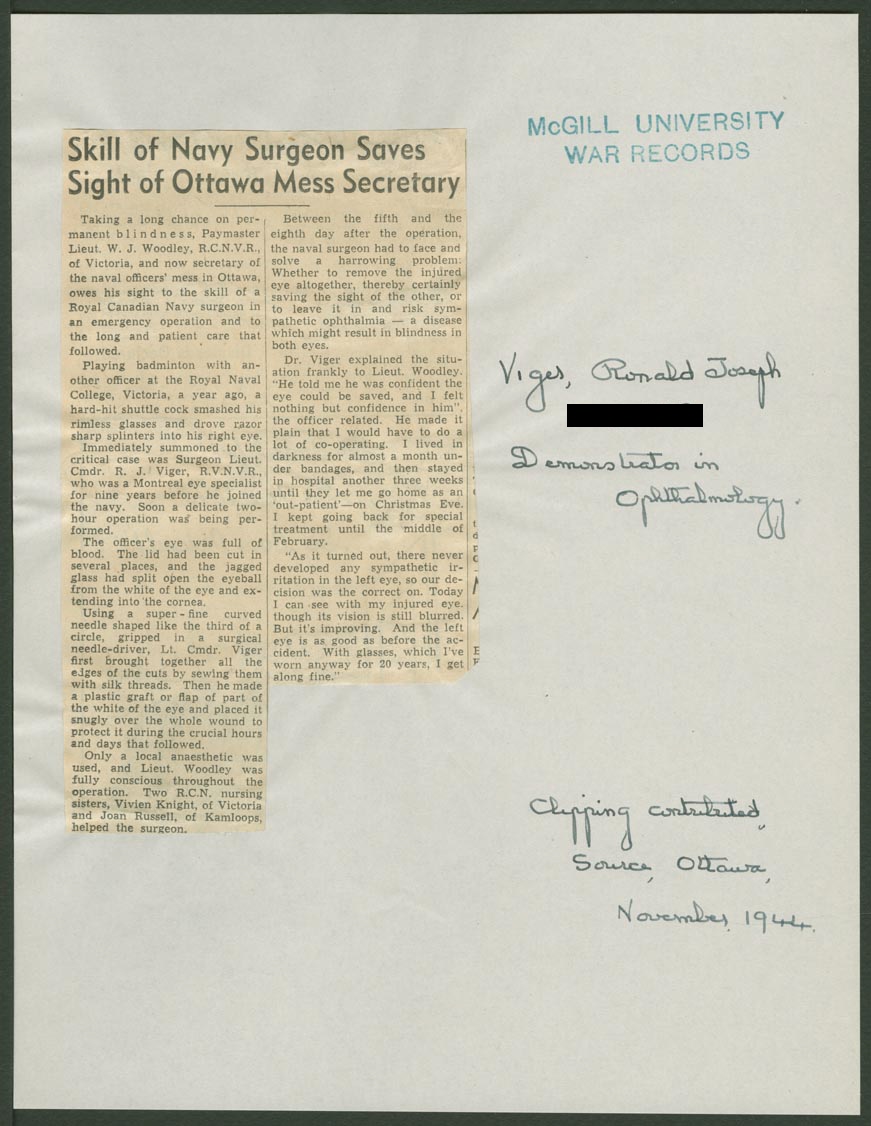 McGILL UNIVERSITY
WAR RECORDS
Skill of Navy Surgeon Saves
Sight of Ottawa Mess Secretary
Taking a long chance on per-
manent blindness, Paymaster
Lieut. W. J. Woodley, R.C.N.V.R.,
of Victoria, and now secretary of
the naval officers' mess in Ottawa,
owes his sight to the skill of a
Royal Canadian Navy surgeon in
an emergency operation and to
the long and patient care that
followed.
Playing badminton with an-
other officer at the Royal Naval
College, Victoria, a year ago, a
hard-hit shuttle cock smashed his
rimless glasses and drove razor
sharp splinters into his right eye.
Immediately summoned to the
critical case was Surgeon Lieut.
Cmdr. R. J. Viger, R.V.N.V.R.,
who was a Montreal eye specialist
for nine years before he joined
the navy. Soon a delicate two-
hour operation was being per-
formed.
The officer's eye was full of
blood. The lid had been cut in
several places, and the jagged
glass had split open the eyeball
from the white of the eye and ex-
tending into the cornea.
Using a super-fine curved
needle shaped like the third of a
circle, gripped in a surgical
needle-driver, Lt. Cmdr. Viger
first brought together all the
edges of the cuts by sewing them
with silk threads. Then he made
a plastic graft or flap of part of
the white of the eye and placed it
snugly over the whole wound to
protect it during the crucial hours
and days that followed.
Only a local anaesthetic was
used, and Lieut. Woodley was
fully conscious throughout the
operation. Two R.C.N. nursing
sisters, Vivien Knight, of Victoria
and Joan Russell, of Kamloops,
helped the surgeon.
Between the fifth and the
eighth day after the operation,
the naval surgeon had to face and
solve a harrowing problem:
Whether to remove the injured
eye altogether, thereby certainly
saving the sight of the other, or
to leave it in and risk sym-
pathetic ophthalmia — a disease
which might result in blindness in
both eyes.
Dr. Viger explained the situ-
ation frankly to Lieut. Woodley.
"He told me he was confident the
eye could be saved, and I felt
nothing but confidence in him",
the officer related. He made it
plain that I would have to do a
lot of co-operating. I lived in
darkness for almost a month un-
der bandages, and then stayed
in hospital another three weeks
until they let me go home as an
'out-patient'—on Christmas Eve.
I kept going back for special
treatment until the middle of
February.
"As it turned out, there never
developed any sympathetic ir-
ritation in the left eye, so our de-
cision was the correct on. Today
I can see with my injured eye,
though its vision is still blurred.
But it's improving. And the left
eye is as good as before the ac-
cident. With glasses, which I've
worn anyway for 20 years, I get
along fine."
Viger, Ronald Joseph
Demonstrator in
Ophthalmology.
Clipping contributed,
Source, Ottawa,
November, 1944.